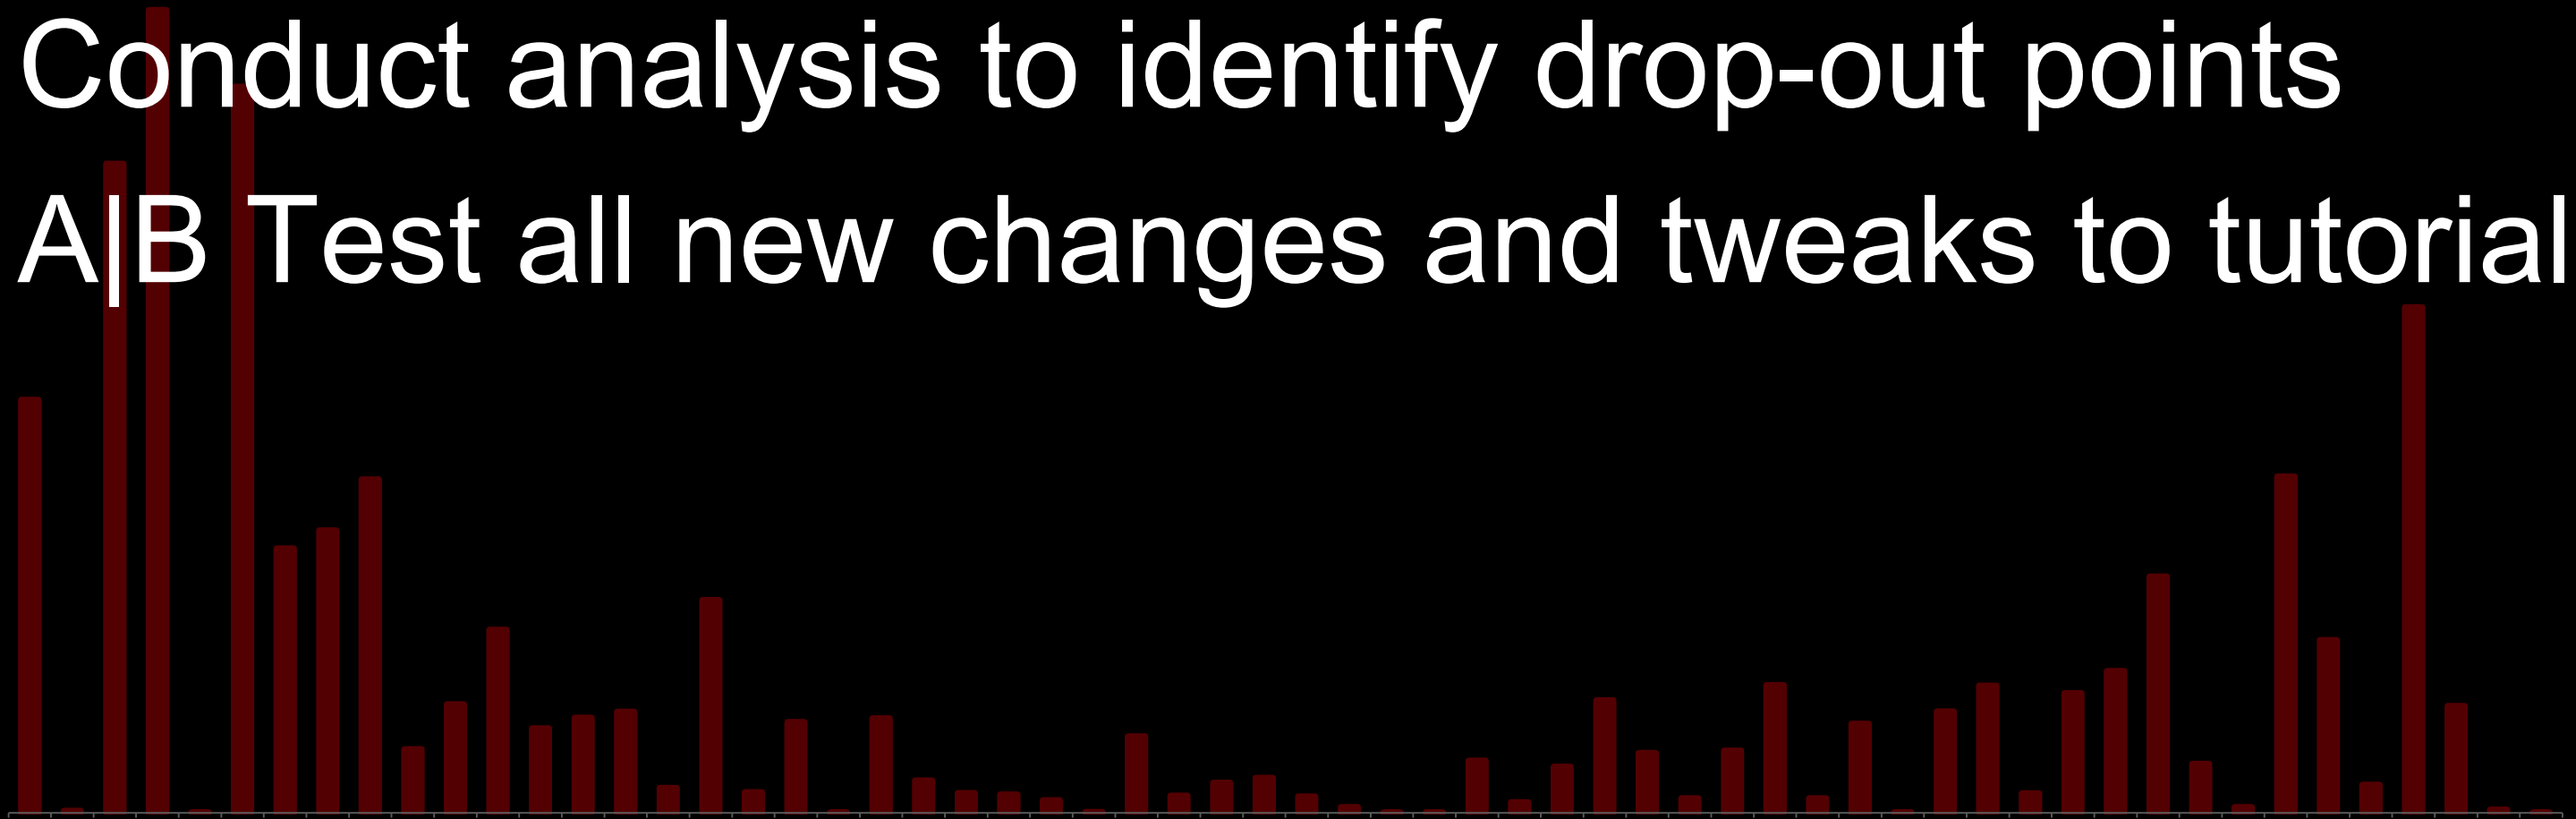 Conduct analysis to identify drop-out points
A|B Test all new changes and tweaks to tutorial